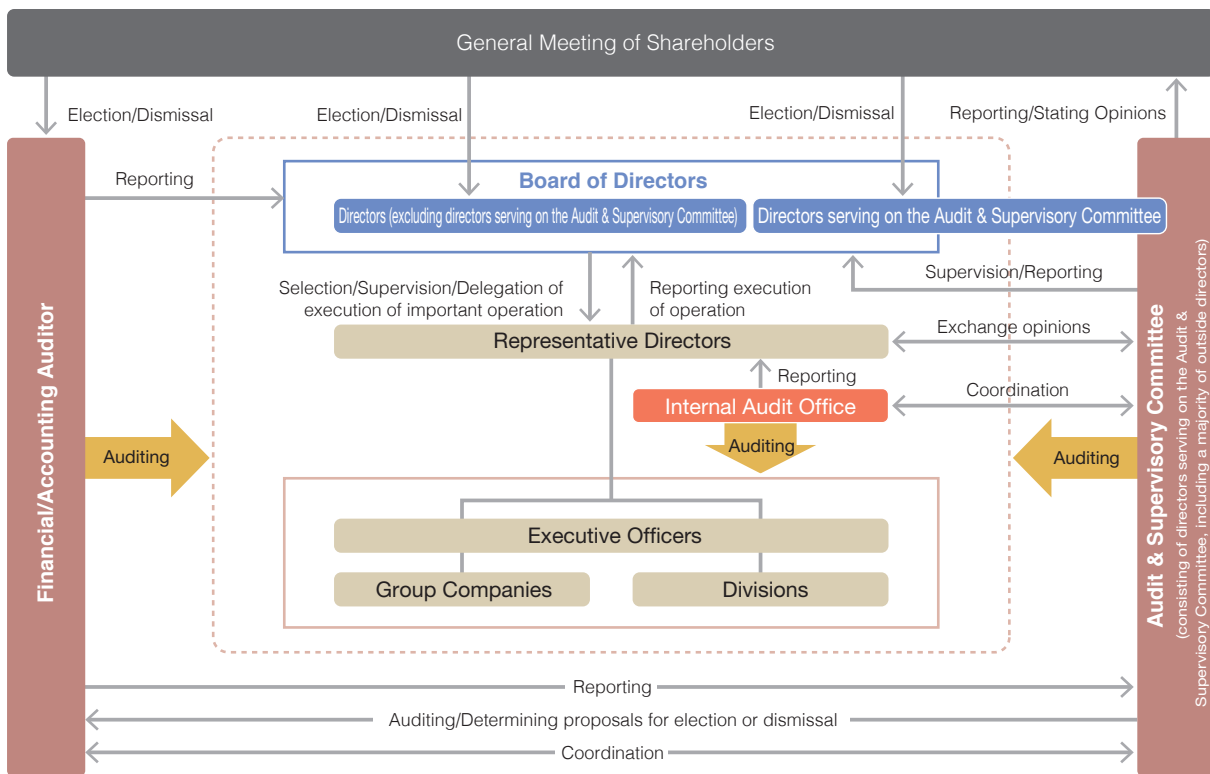 General Meeting of Shareholders
Election/Dismissal
Election/Dismissal
Election/Dismissal
Reporting/Stating Opinions
Reporting
Board of Directors
Directors (excluding directors serving on the Audit & Supervisory Committee)
Directors serving on the Audit & Supervisory Committee
Selection/Supervision/Delegation of
execution of important operation
Reporting execution
of operation
Supervision/Reporting
Representative Directors
Exchange opinions
Reporting
Internal Audit Office
Coordination
Auditing
Auditing
Auditing
Executive Officers
Group Companies
Divisions
Financial/Accounting Auditor
Audit & Supervisory Committee
(consisting of directors serving on the Audit &
Supervisory Committee, including a majority of outside directors)
Reporting
Auditing/Determining proposals for election or dismissal
Coordination